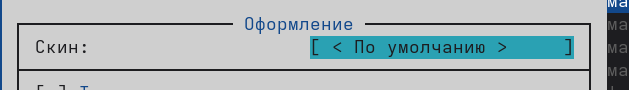 Оформление
Скин: [ < По умолчанию > ]